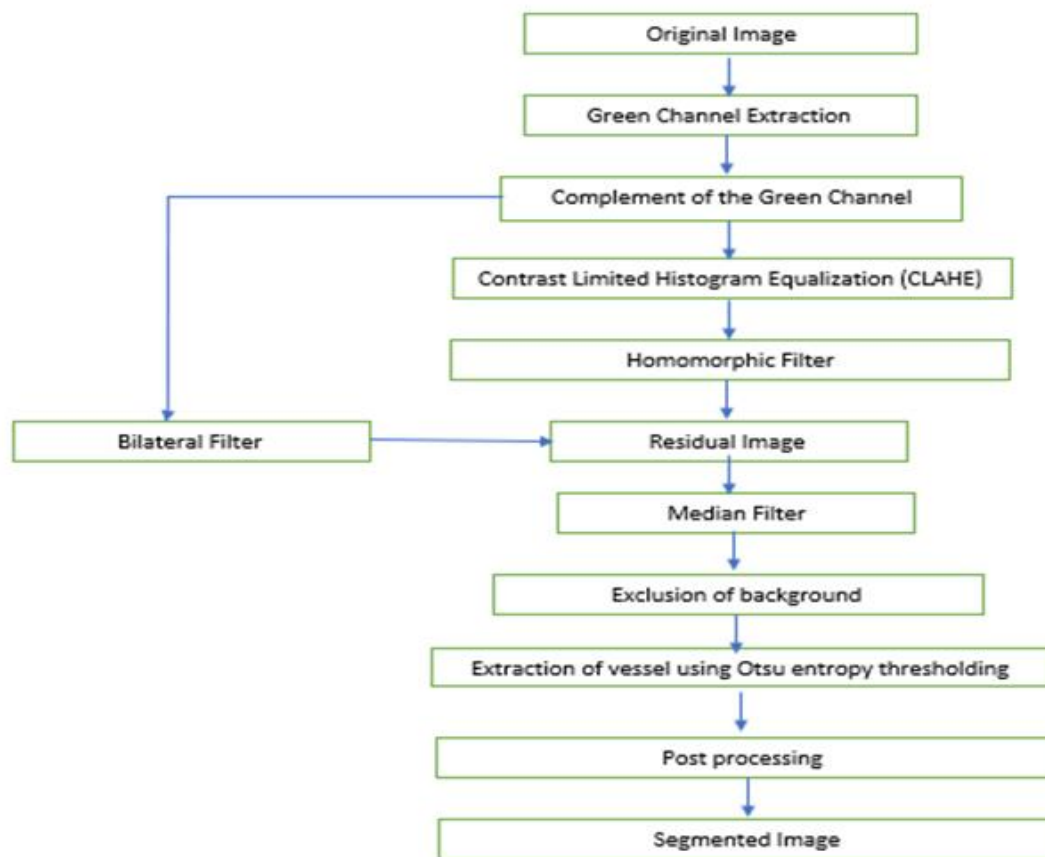 Original Image
Green Channel Extraction
Complement of the Green Channel
Contrast Limited Histogram Equalization (CLAHE)
Homomorphic Filter
Bilateral Filter
Residual Image
Median Filter
Exclusion of background
Extraction of vessel using Otsu entropy thresholding
Post processing
Segmented Image